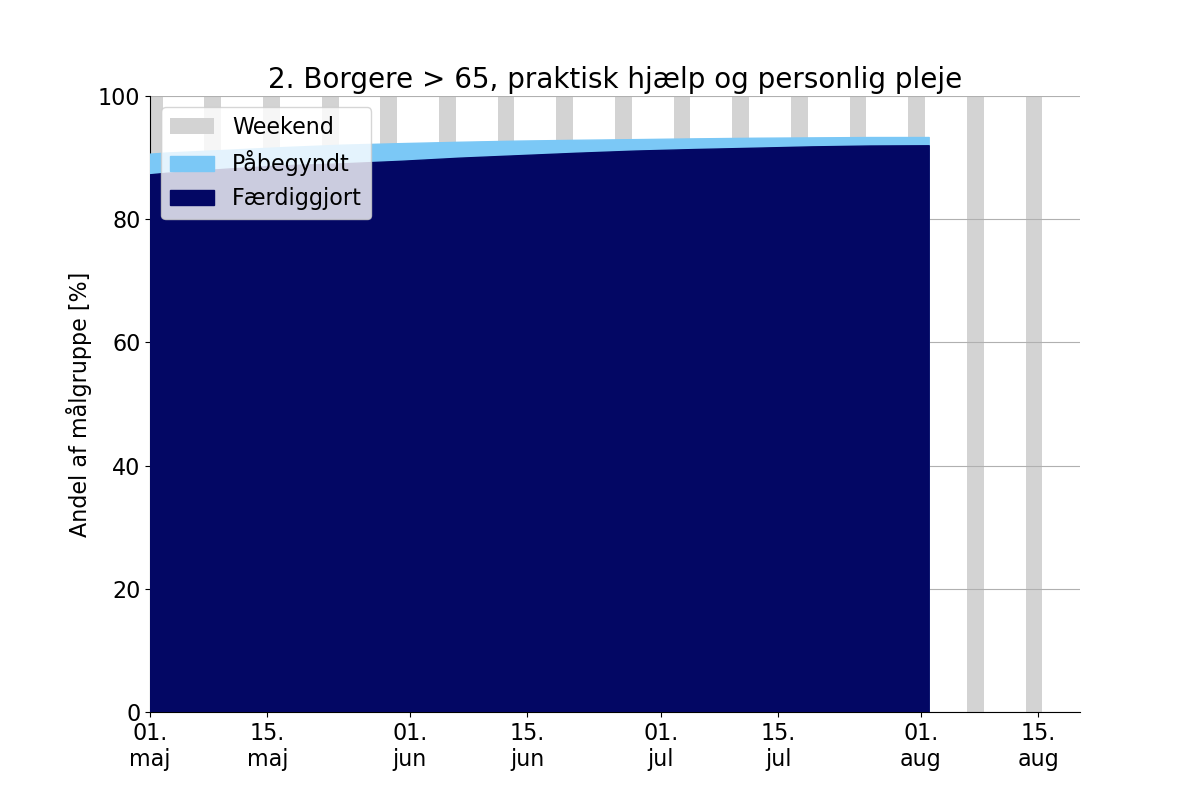 2. Borgere > 65, praktisk hjælp og personlig pleje
Weekend
Påbegyndt
Færdiggjort
Andel af målgruppe [%]
100
80
60
40
20
0
01. maj
15. maj
01. jun
15. jun
01. jul
15. jul
01. aug
15. aug